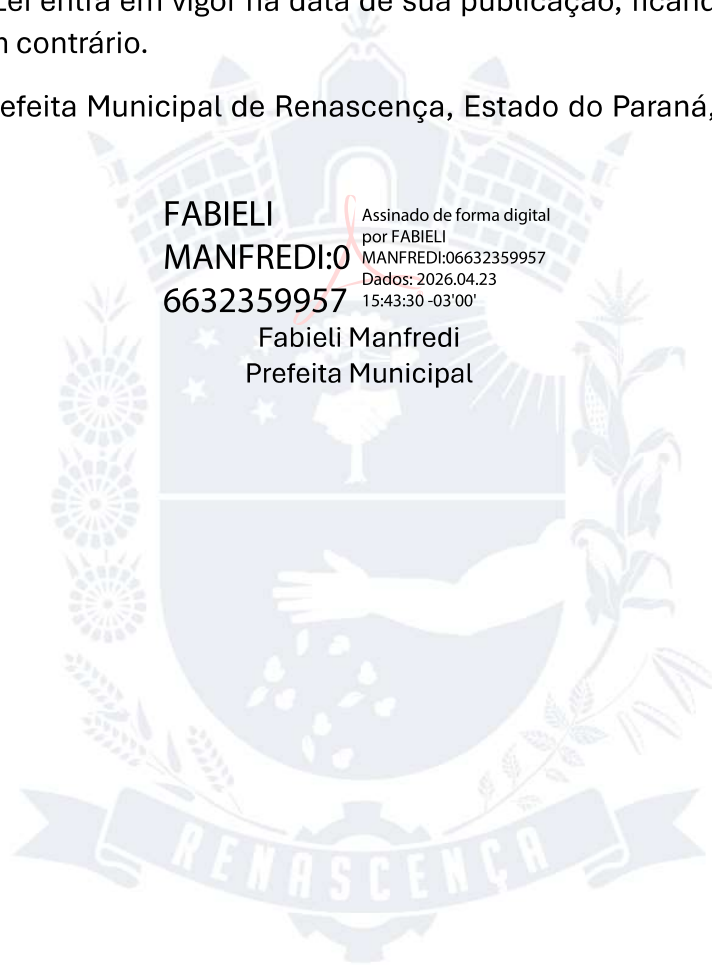 Lei entra em vigor na data de sua publicação,
contrário.
Prefeita Municipal de Renascença, Estado do Paraná,
FABIELI
MANFREDI:0
6632359957
Assinado de forma digital
por FABIELI
MANFREDI:06632359957
Dados: 2026.04.23
15:43:30 -03'00'
Fabieli Manfredi
Prefeita Municipal
RENASCENÇA